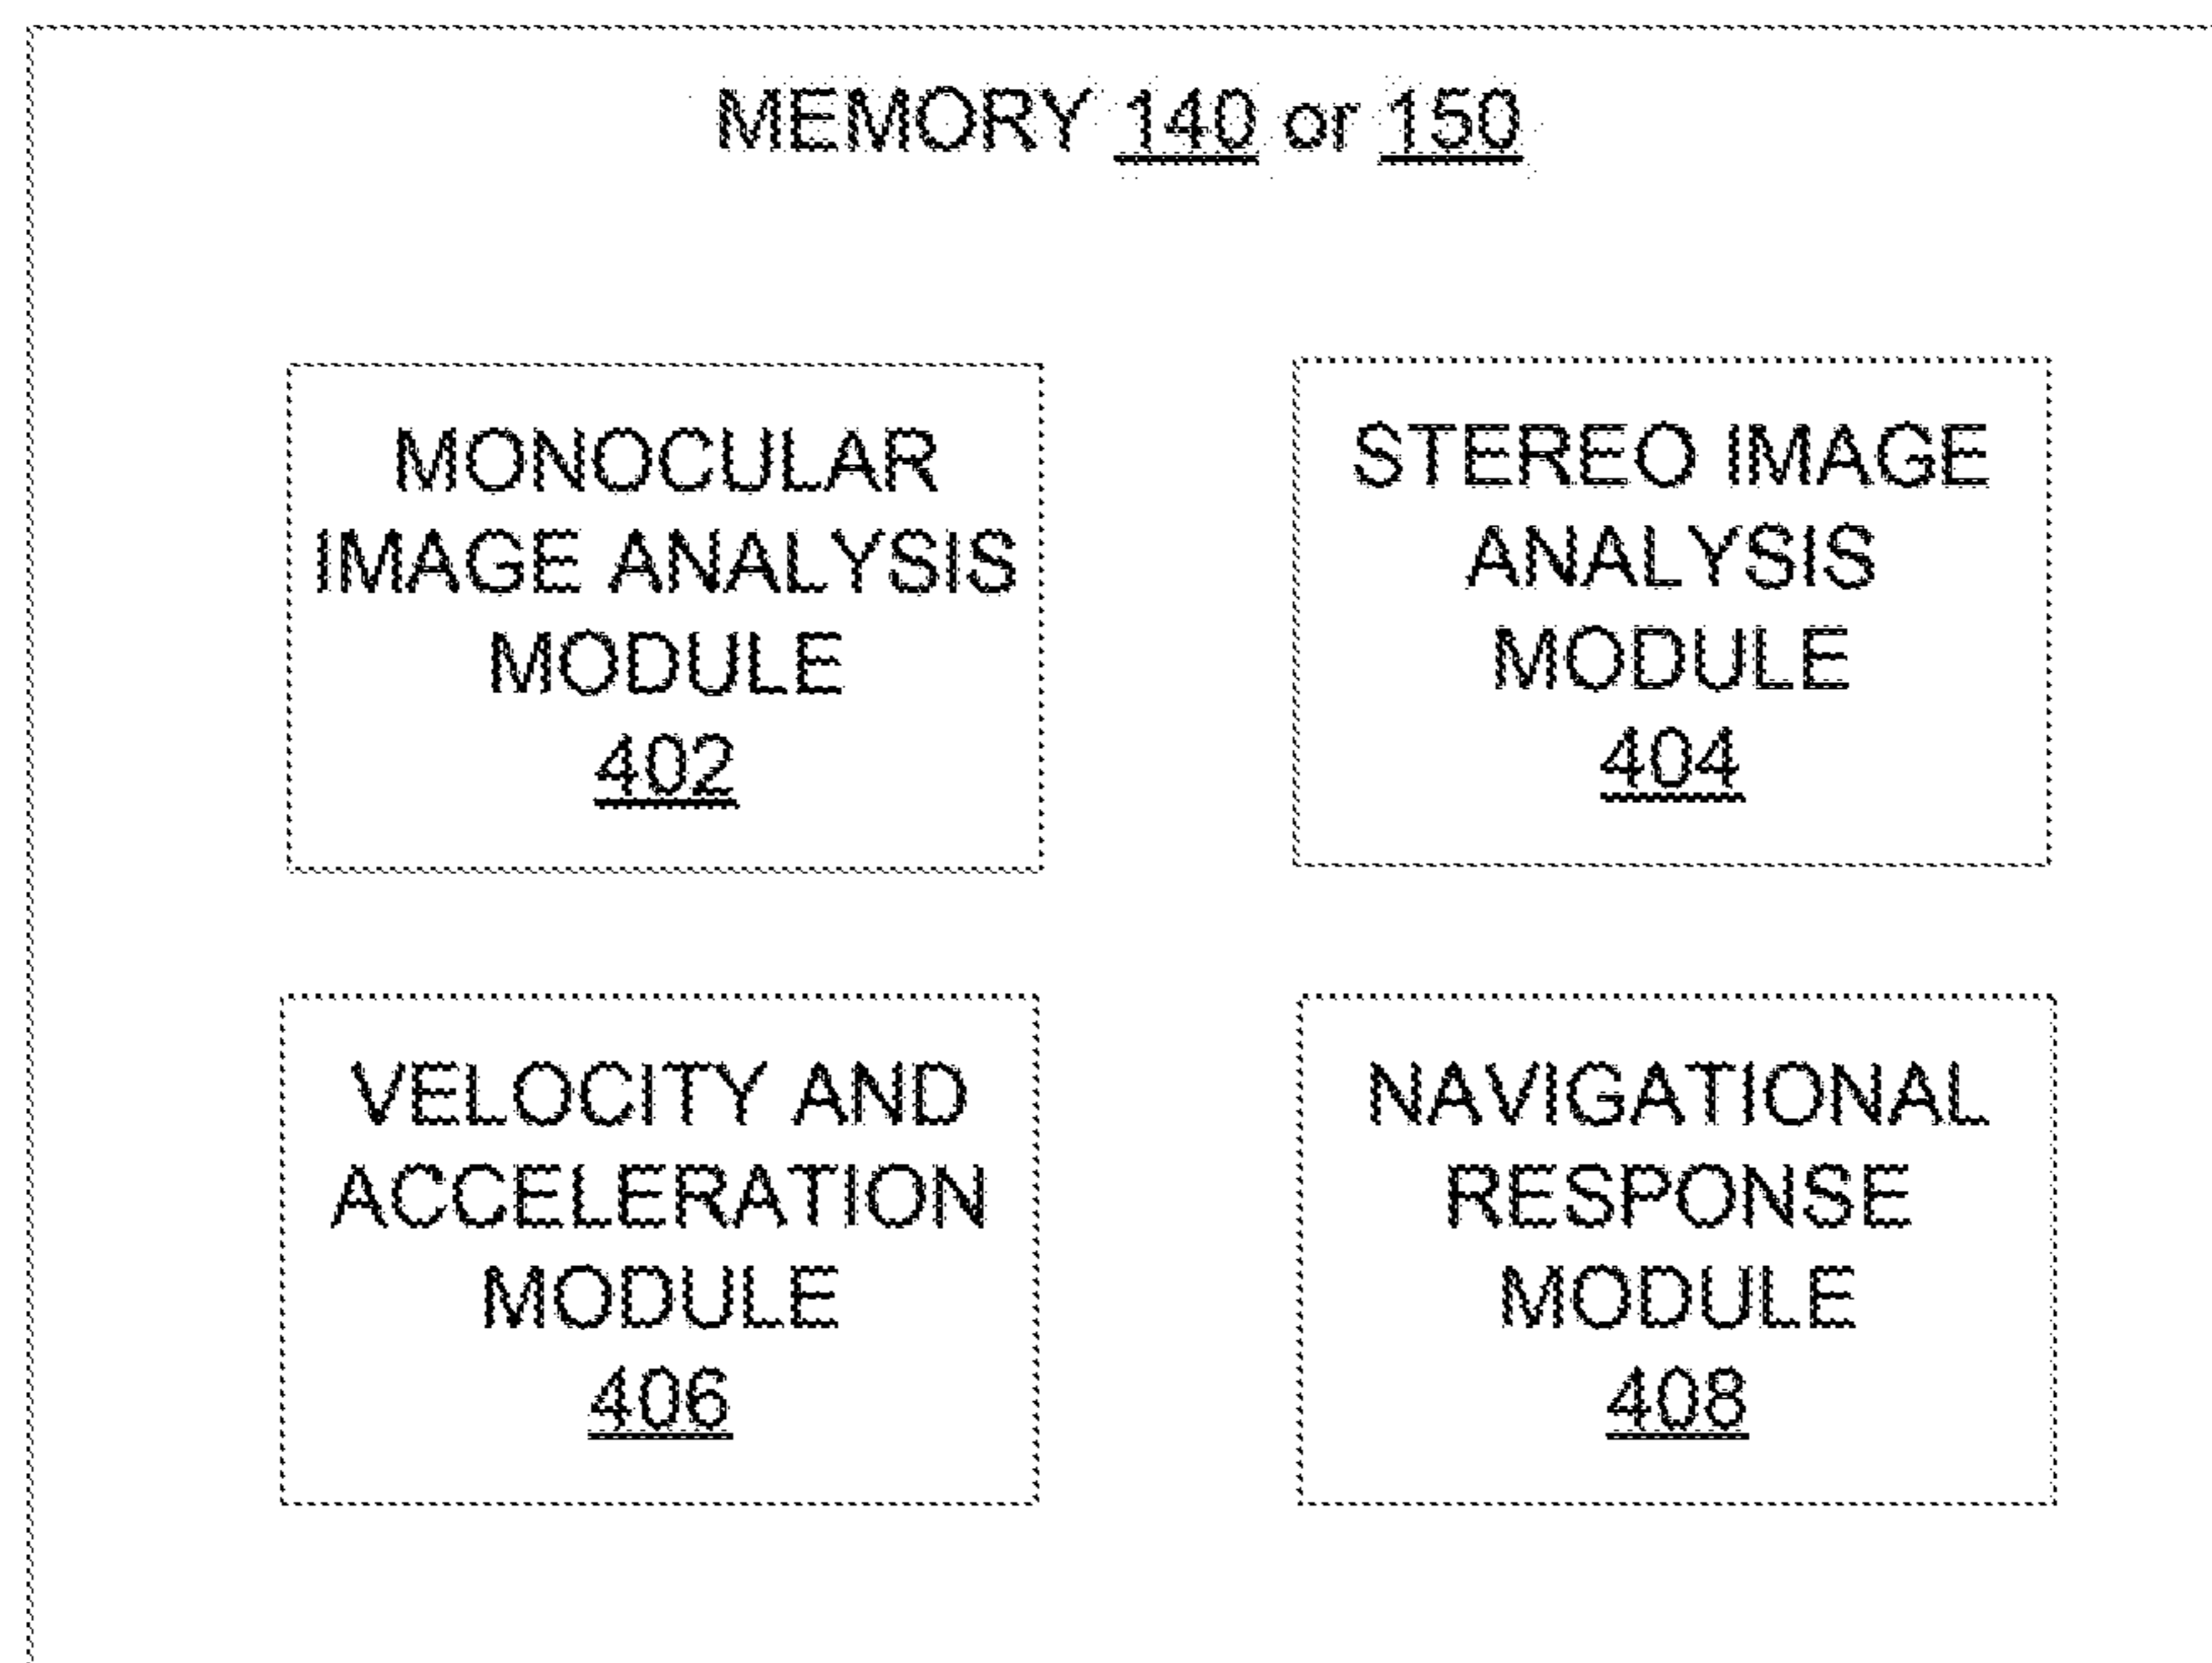 MEMORY 140 or 150
MONOCULAR
IMAGE ANALYSIS
MODULE
402
STEREO IMAGE
ANALYSIS
MODULE
404
VELOCITY AND
ACCELERATION
MODULE
406
NAVIGATIONAL
RESPONSE
MODULE
408